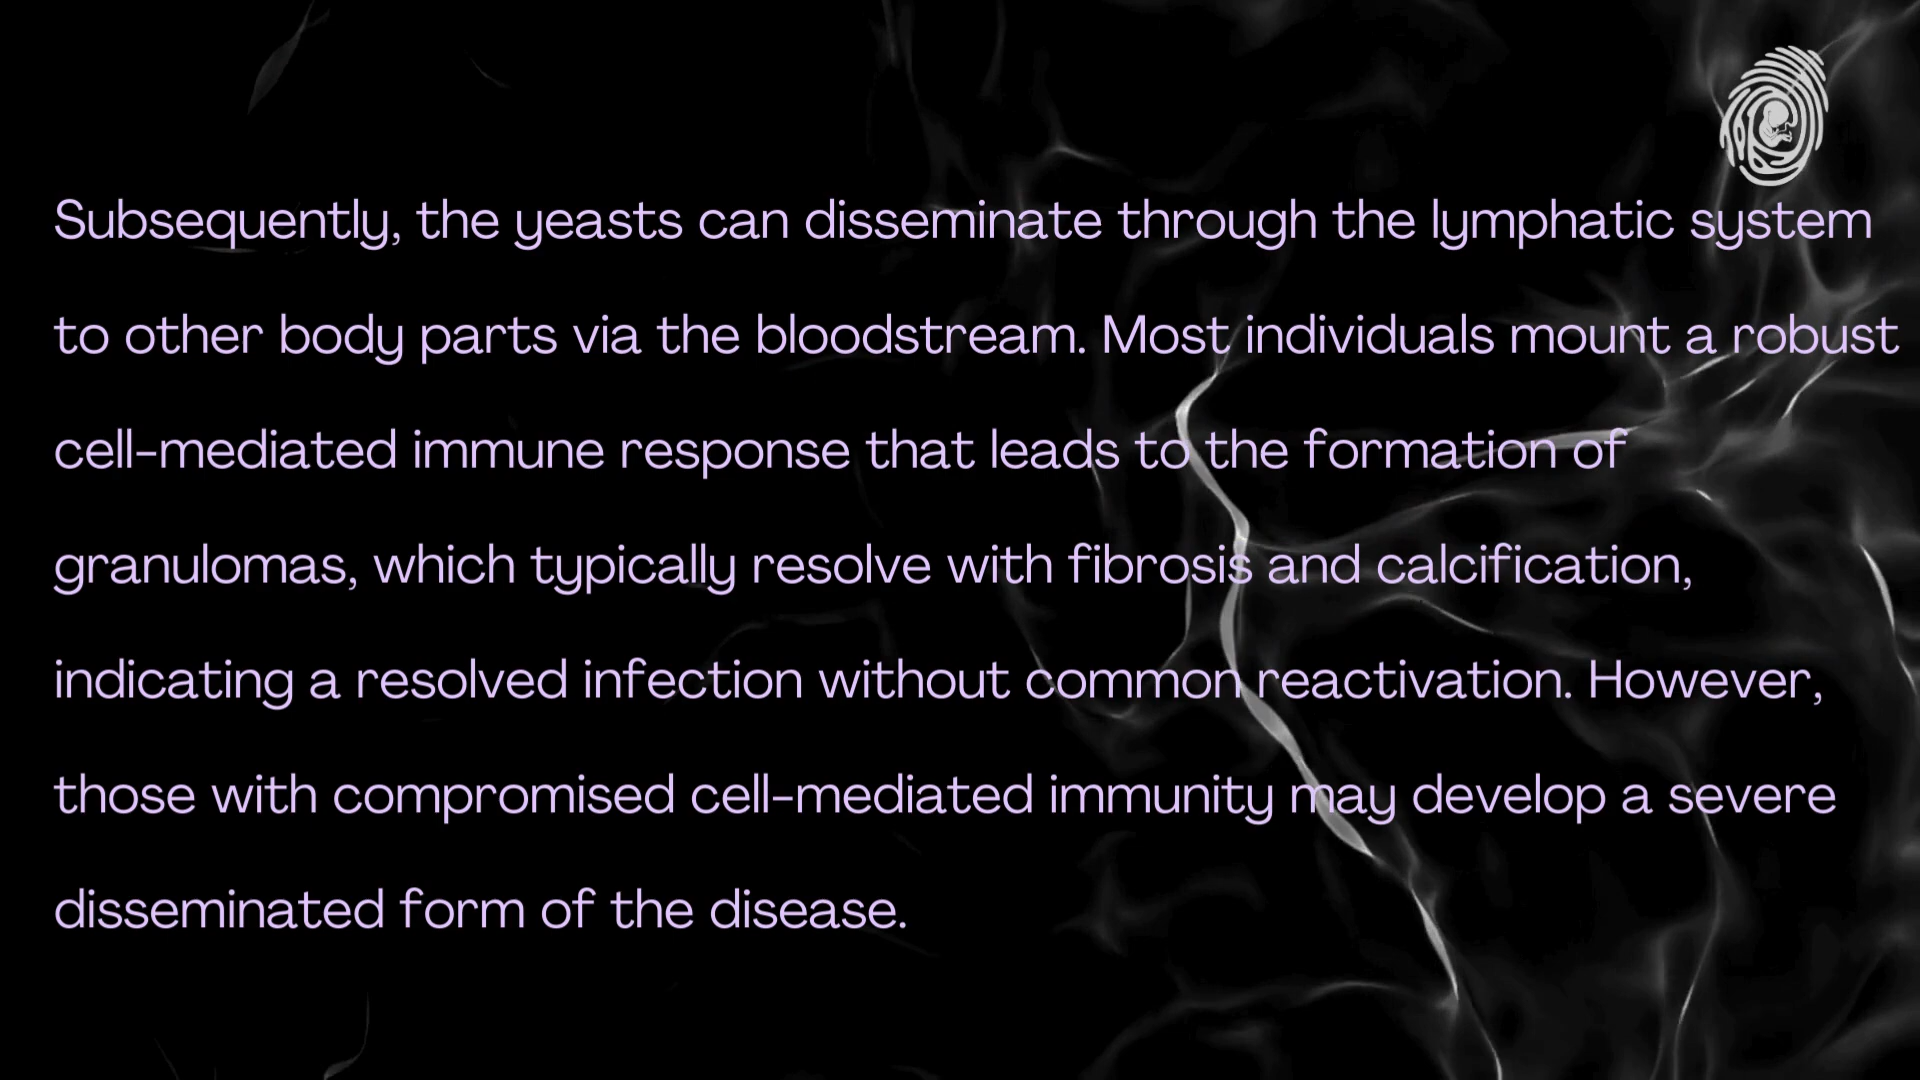 Subsequently, the yeasts can disseminate through the lymphatic system
to other body parts via the bloodstream. Most individuals mount a robust
cell-mediated immune response that leads to the formation of
granulomas, which typically resolve with fibrosis and calcification,
indicating a resolved infection without common reactivation. However,
those with compromised cell-mediated immunity may develop a severe
disseminated form of the disease.